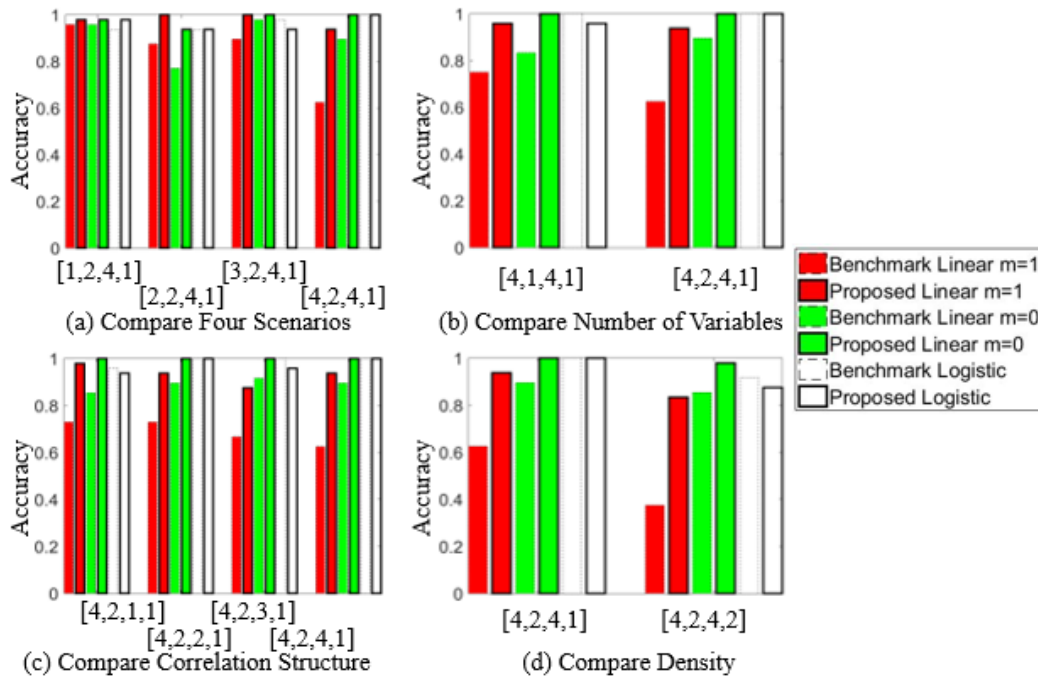 1
0.8
0.6
0.4
0.2
0
Accuracy
[1,2,4,1]
[2,2,4,1]
[3,2,4,1]
[4,2,4,1]
(a) Compare Four Scenarios
1
0.8
0.6
0.4
0.2
0
Accuracy
[4,1,4,1]
[4,2,4,1]
(b) Compare Number of Variables
Benchmark Linear m=1
Proposed Linear m=1
Benchmark Linear m=0
Proposed Linear m=0
Benchmark Logistic
Proposed Logistic
1
0.8
0.6
0.4
0.2
0
Accuracy
[4,2,1,1]
[4,2,2,1]
[4,2,3,1]
[4,2,4,1]
(c) Compare Correlation Structure
1
0.8
0.6
0.4
0.2
0
Accuracy
[4,2,4,1]
[4,2,4,2]
(d) Compare Density